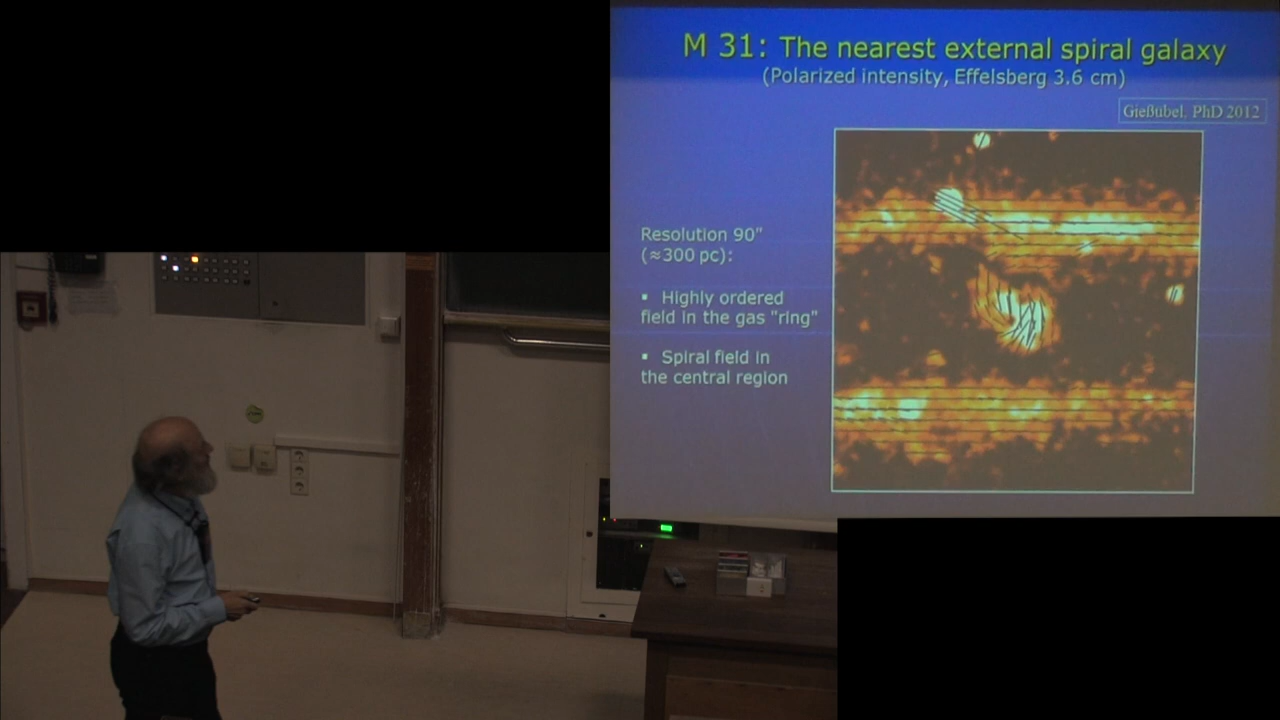 M 31: The nearest external spiral galaxy
(Polarized intensity, Effelsberg 3.6 cm)
Gießübel, PhD 2012
Resolution 90"
(≈300 pc):
▪ Highly ordered
field in the gas "ring"
▪ Spiral field in
the central region